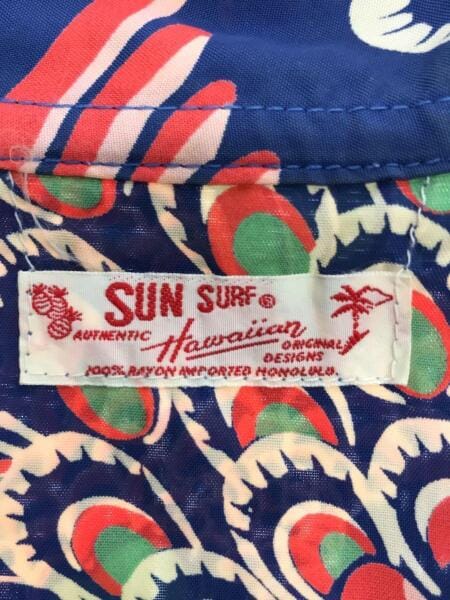 SUN SURF®
AUTHENTIC Hawaiian ORIGINAL DESIGNS
100% RAYON IMPORTED HONOLULU.